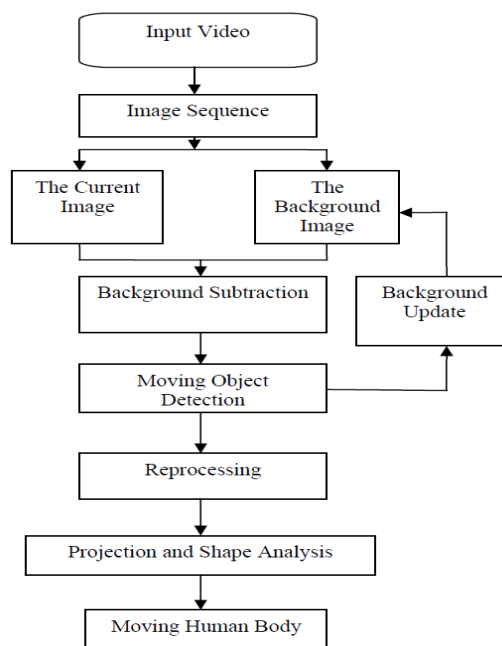 Input Video
Image Sequence
The Current
Image
The
Background
Image
Background Subtraction
Background
Update
Moving Object
Detection
Reprocessing
Projection and Shape Analysis
Moving Human Body